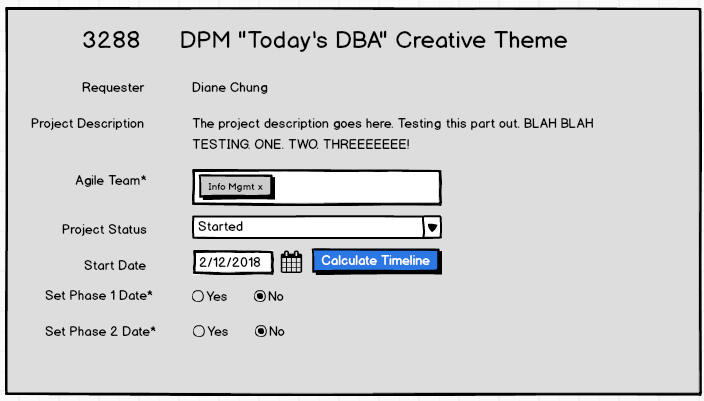 3288 DPM "Today's DBA" Creative Theme
Requester Diane Chung
Project Description The project description goes here. Testing this part out. BLAH BLAH
TESTING. ONE. TWO. THREEEEEEE!
Agile Team* Info Mgmt x
Project Status Started
Start Date 2/12/2018 Calculate Timeline
Set Phase 1 Date* Yes No
Set Phase 2 Date* Yes No